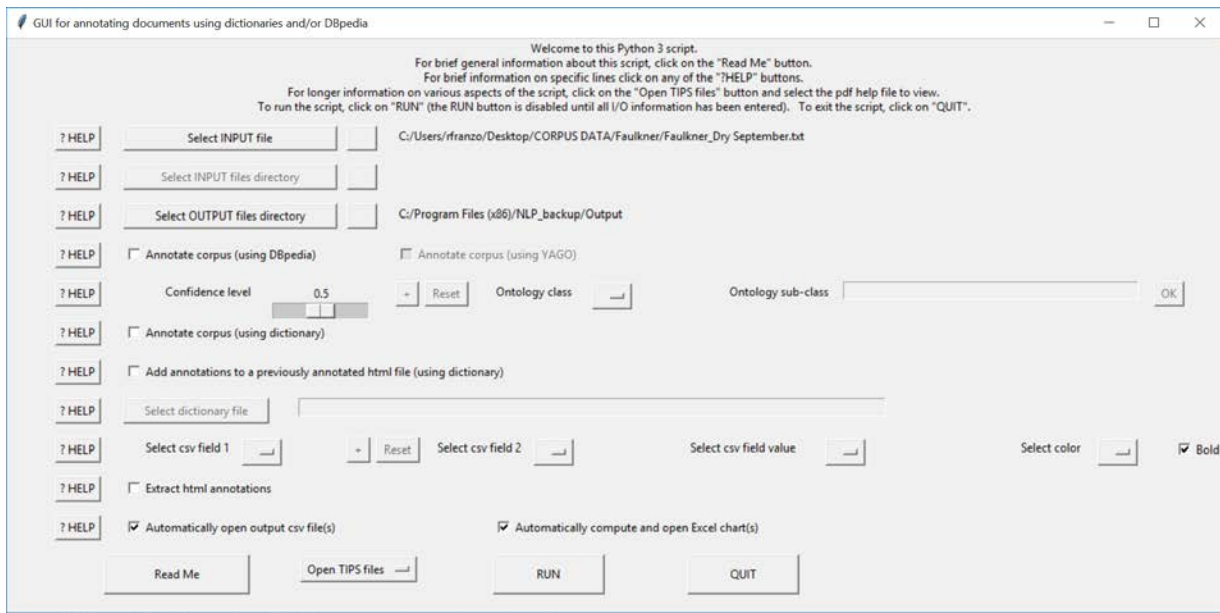 GUI for annotating documents using dictionaries and/or DBpedia
Welcome to this Python 3 script.
For brief general information about this script, click on the "Read Me" button.
For brief information on specific lines click on any of the "?HELP" buttons.
For longer information on various aspects of the script, click on the "Open TIPS files" button and select the pdf help file to view.
To run the script, click on "RUN" (the RUN button is disabled until all I/O information has been entered). To exit the script, click on "QUIT".
? HELP Select INPUT file C:/Users/rfranzo/Desktop/CORPUS DATA/Faulkner/Faulkner_Dry September.txt
? HELP Select INPUT files directory
? HELP Select OUTPUT files directory C:/Program Files (x86)/NLP_backup/Output
? HELP Annotate corpus (using DBpedia) Annotate corpus (using YAGO)
? HELP Confidence level 0.5 + Reset Ontology class Ontology sub-class OK
? HELP Annotate corpus (using dictionary)
? HELP Add annotations to a previously annotated html file (using dictionary)
? HELP Select dictionary file
? HELP Select csv field 1 + Reset Select csv field 2 Select csv field value Select color Bold
? HELP Extract html annotations
? HELP Automatically open output csv file(s) Automatically compute and open Excel chart(s)
Read Me Open TIPS files RUN QUIT